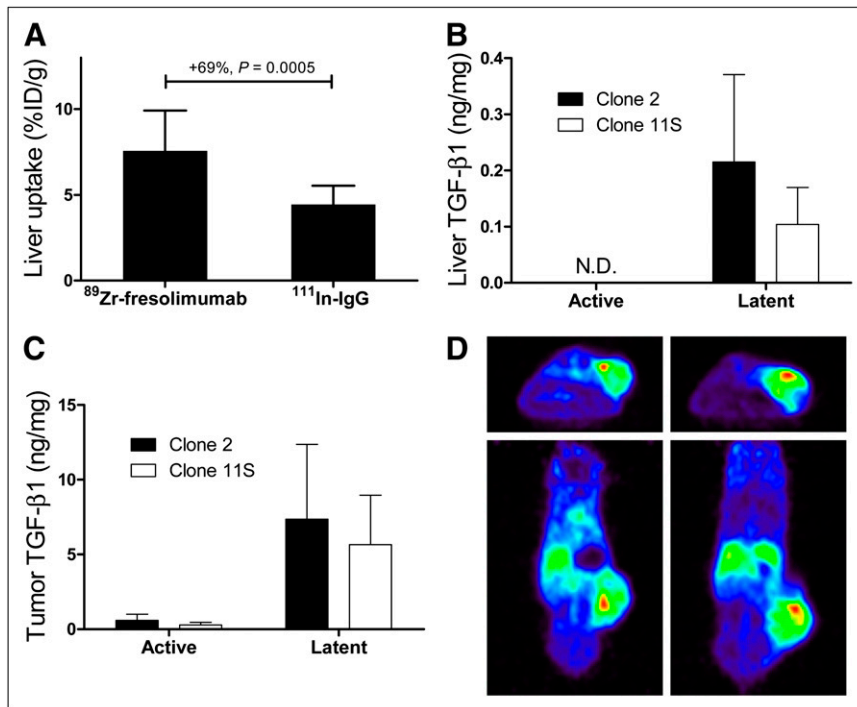 A
+69%, P = 0.0005
Liver uptake (%ID/g)
10
5
0
⁸⁹Zr-fresolimumab
¹¹¹In-IgG
B
Liver TGF-β1 (ng/mg)
0.4
0.3
0.2
0.1
0.0
Clone 2
Clone 11S
N.D.
Active
Latent
C
Tumor TGF-β1 (ng/mg)
15
10
5
0
Clone 2
Clone 11S
Active
Latent
D